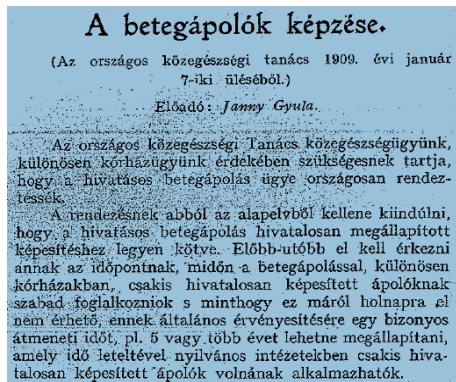 A betegápolók képzése.
(Az országos közegészségi tanács 1909. évi január
7-iki üléséből.)
Előadó: Janny Gyula.
Az országos közegészségi Tanács közegészségügyünk,
különösen kórházügyünk érdekében szükségesnek tartja,
hogy a hivatásos betegápolás ügye országosan rendez-
tessék.
A rendezésnek abból az alapelvből kellene kiindúlni,
hogy a hivatásos betegápolás hivatalosan megállapított
képesítéshez legyen kötve. Előbb-utóbb el kell érkezni
annak az időpontnak, midőn a betegápolással, különösen
kórházakban, csakis hivatalosan képesített ápolóknak
szabad foglalkozniok s minthogy ez máról holnapra el
nem érhető, ennek általános érvényesítésére egy bizonyos
átmeneti időt, pl. 5 vagy több évet lehetne megállapítani,
amely idő leteltével nyilvános intézetekben csakis hiva-
talosan képesített ápolók volnának alkalmazhatók.